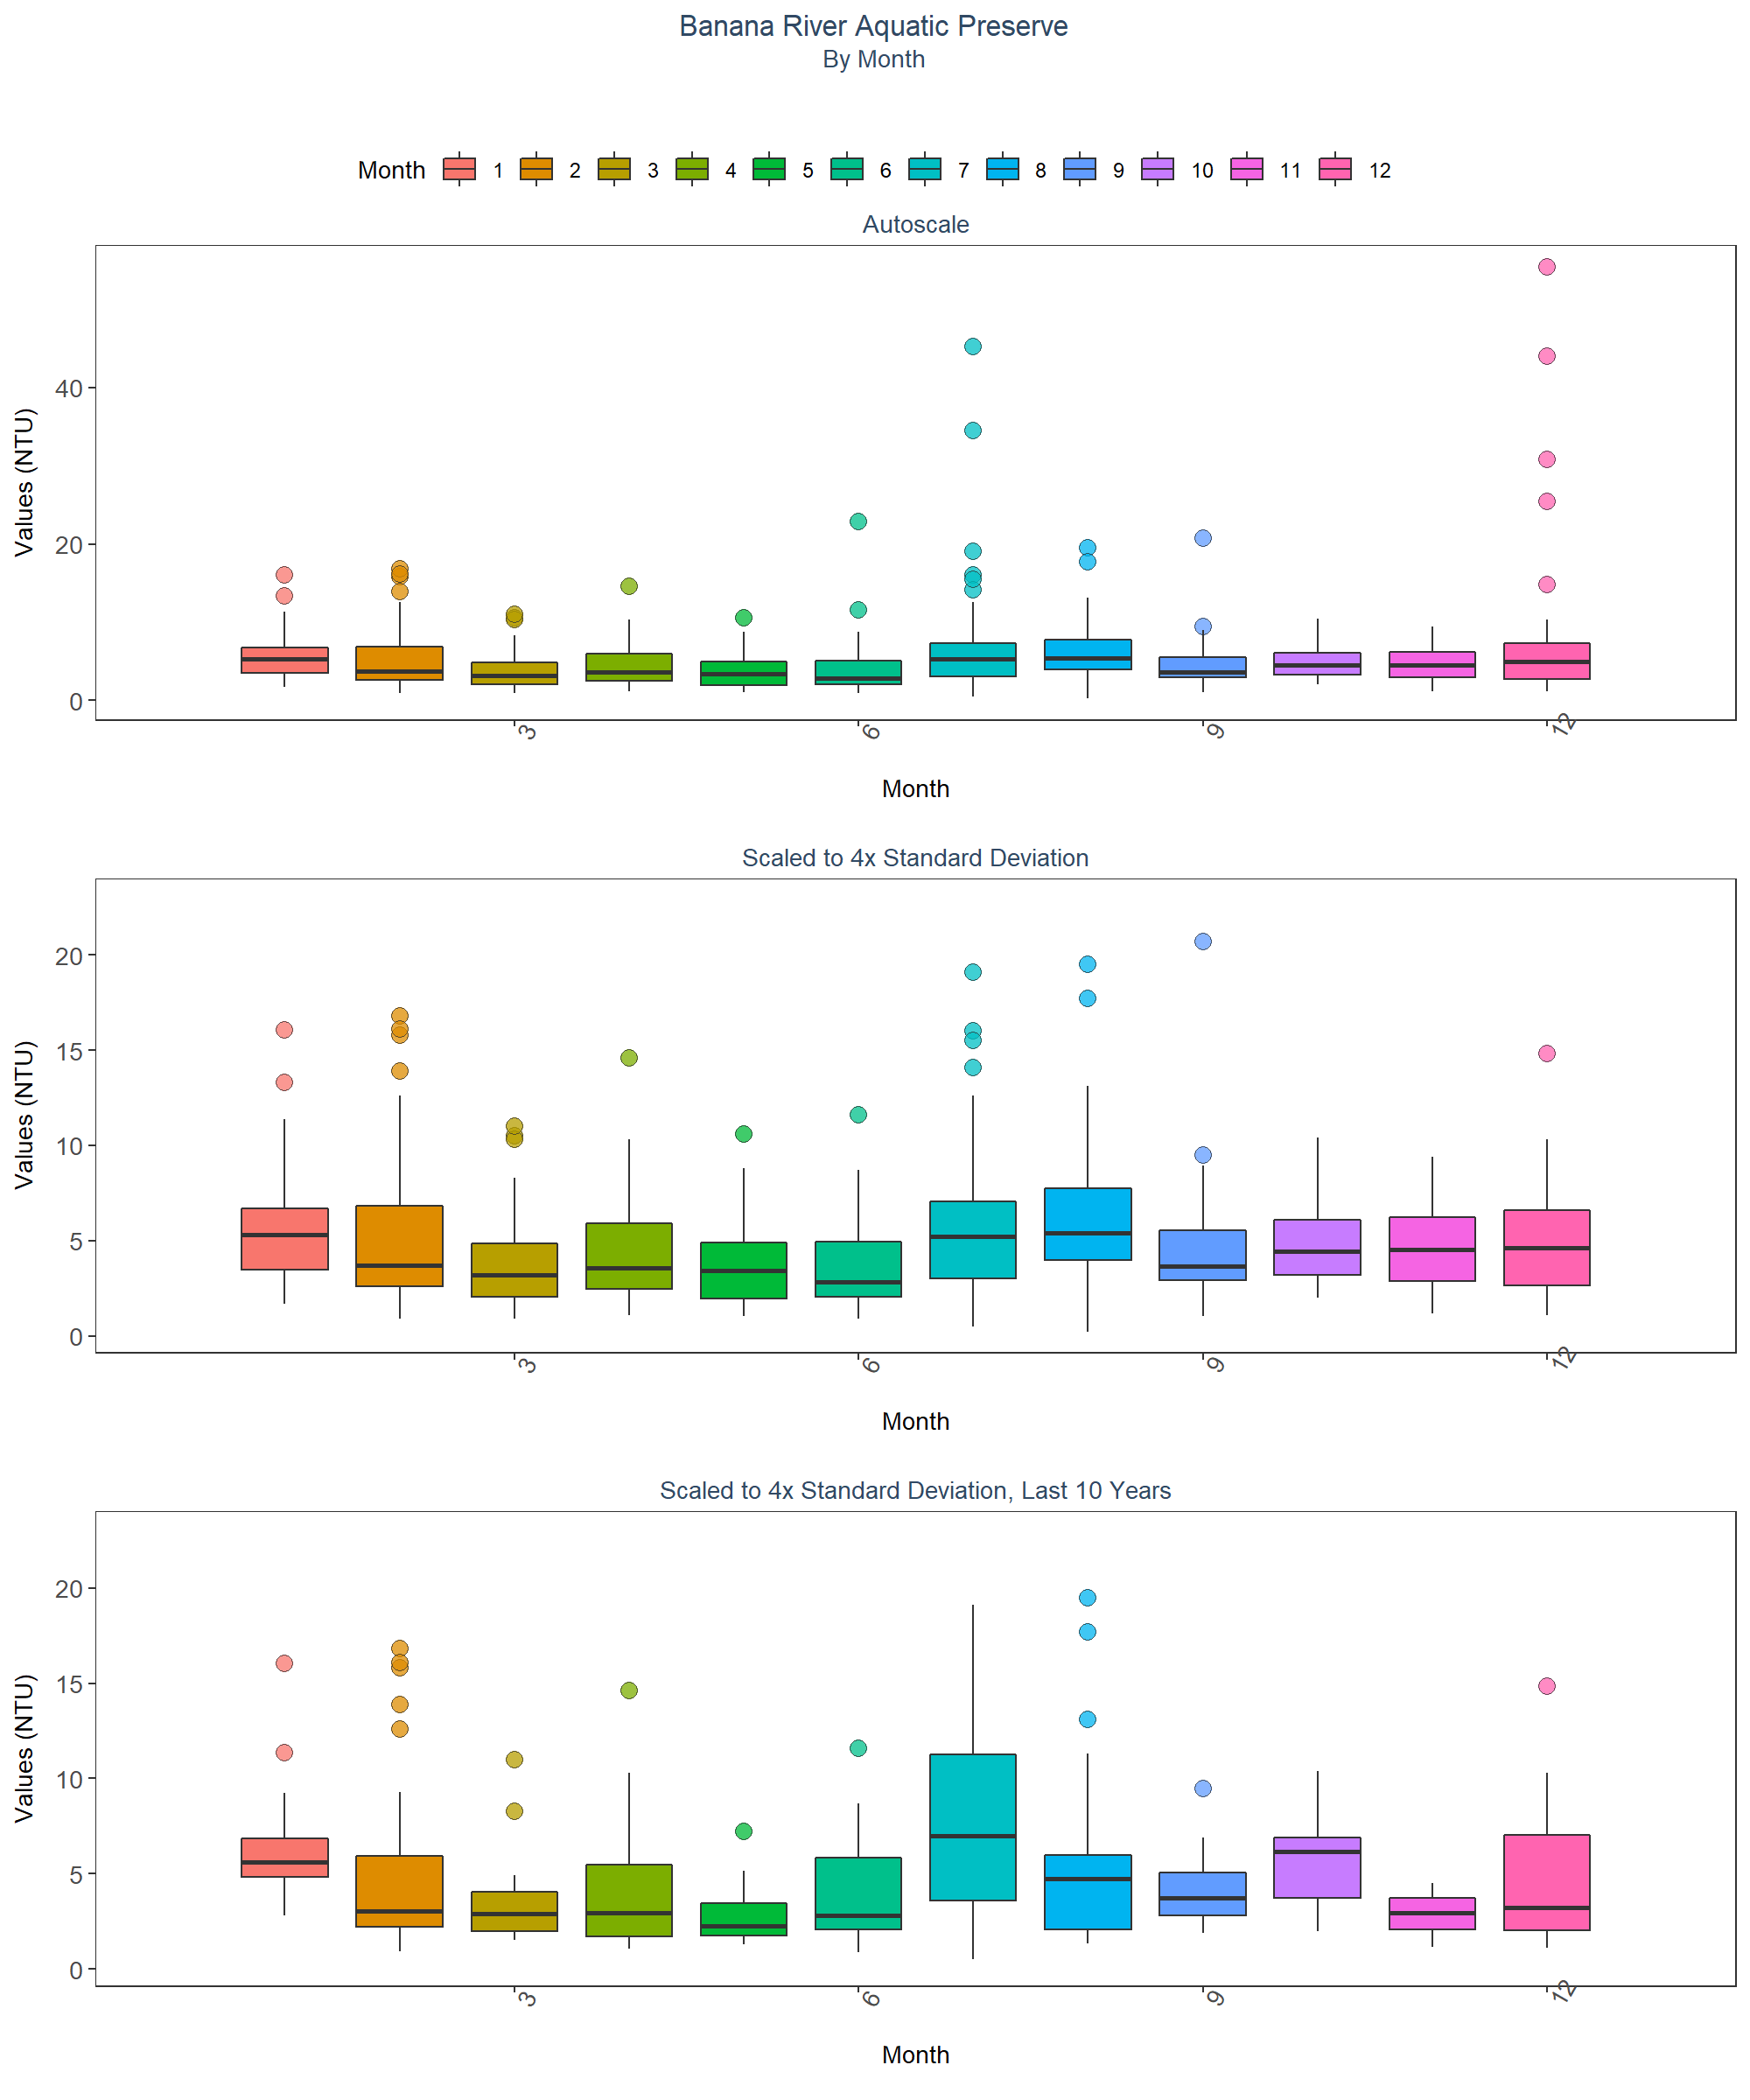 Banana River Aquatic Preserve
By Month
Month 1 2 3 4 5 6 7 8 9 10 11 12
Autoscale
Values (NTU)
40
20
0
3 6 9 12
Month
Scaled to 4x Standard Deviation
Values (NTU)
20
15
10
5
0
3 6 9 12
Month
Scaled to 4x Standard Deviation, Last 10 Years
Values (NTU)
20
15
10
5
0
3 6 9 12
Month